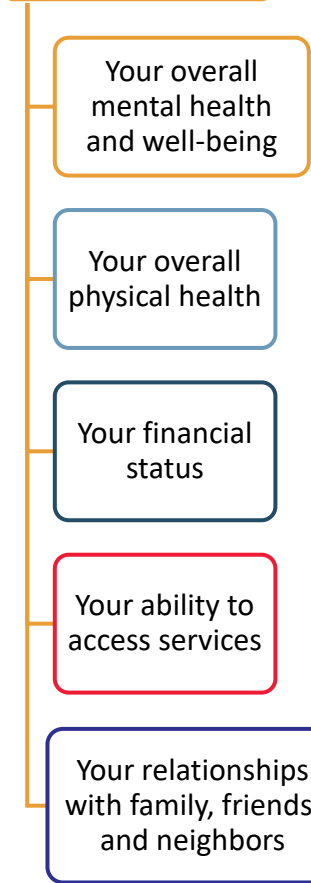 Your overall
mental health
and well-being
Your overall
physical health
Your financial
status
Your ability to
access services
Your relationships
with family, friends
and neighbors